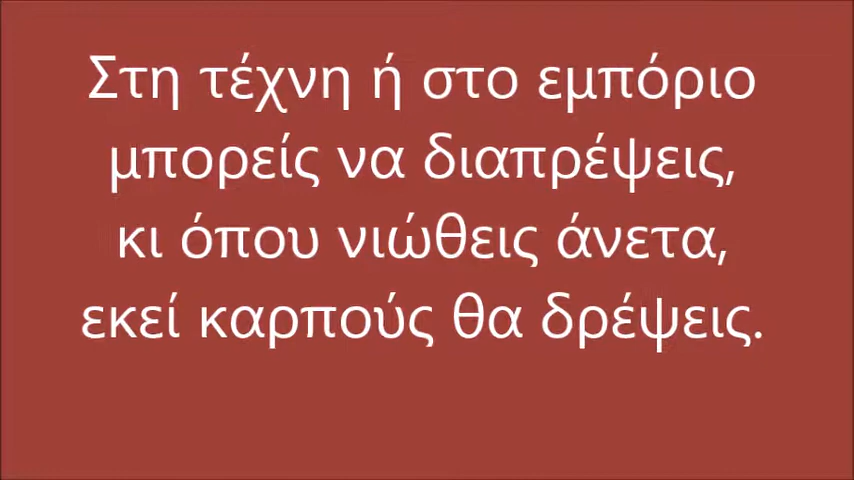 Στη τέχνη ή στο εμπόριο
μπορείς να διαπρέψεις,
κι όπου νιώθεις άνετα,
εκεί καρπούς θα δρέψεις.